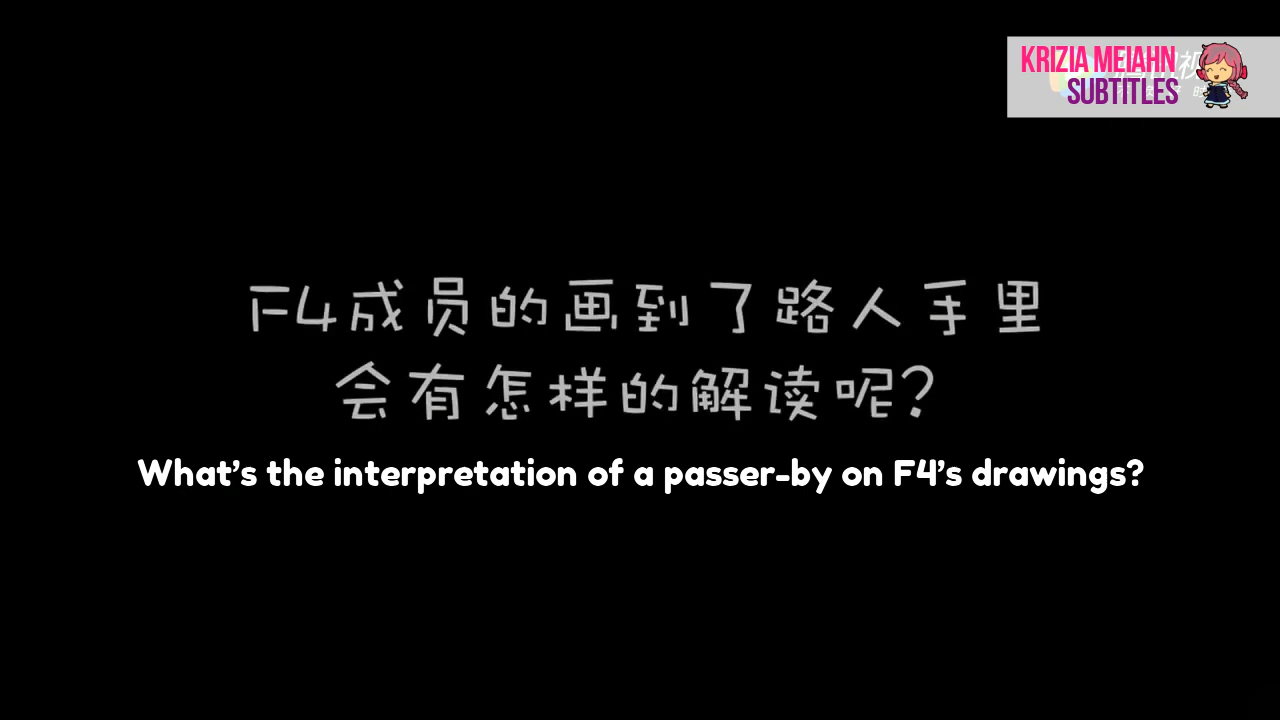 KRIZIA MEIAHN
SUBTITLES
F4成员的画到了路人手里
会有怎样的解读呢？
What's the interpretation of a passer-by on F4's drawings?